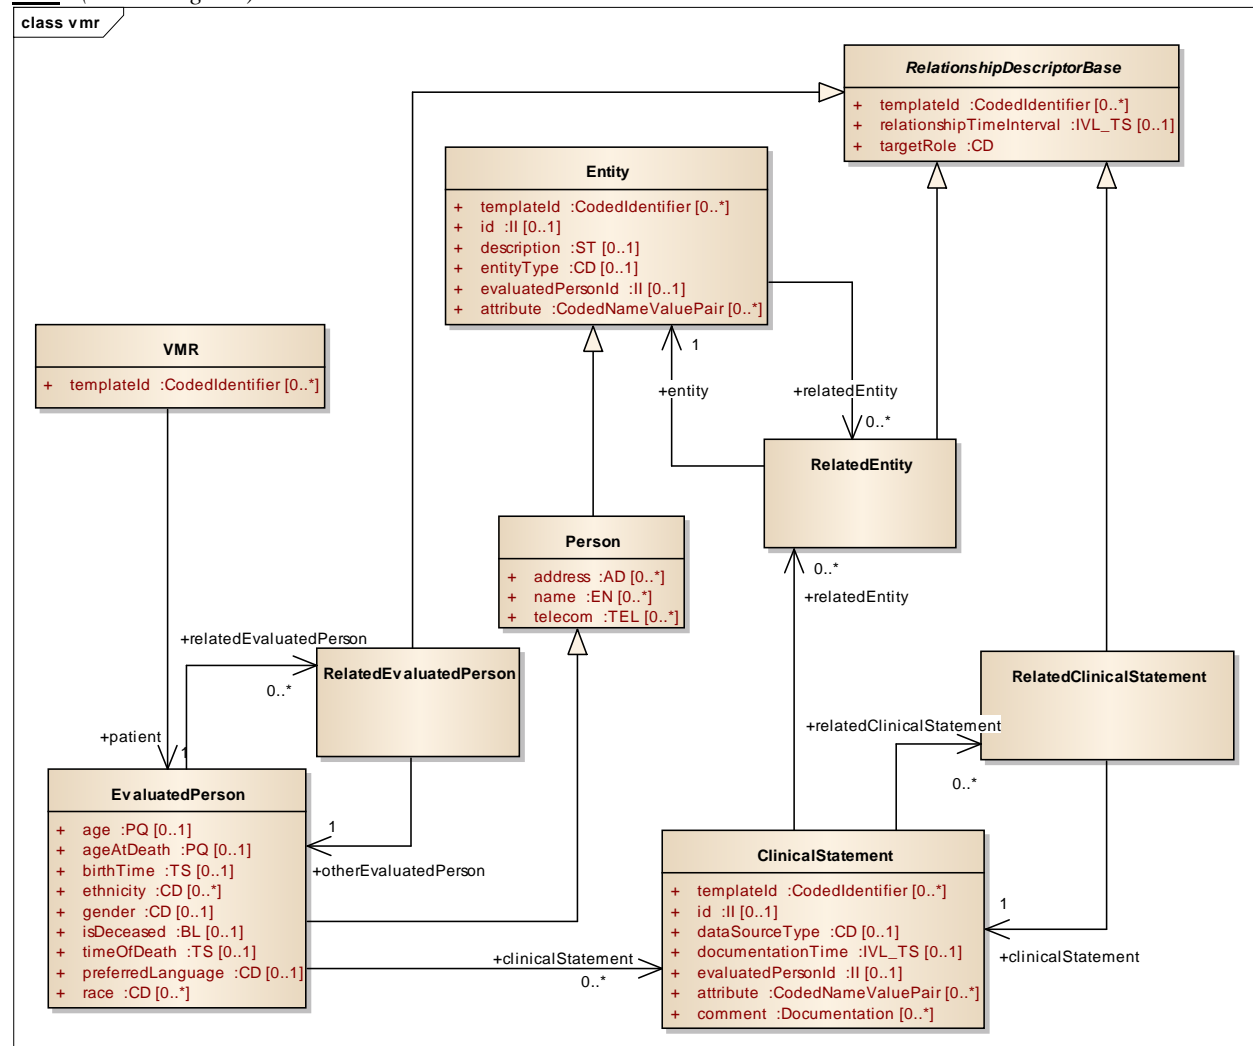 class vmr
RelationshipDescriptorBase
+ templateId :CodedIdentifier [0..*]
+ relationshipTimeInterval :IVL_TS [0..1]
+ targetRole :CD
Entity
+ templateId :CodedIdentifier [0..*]
+ id :II [0..1]
+ description :ST [0..1]
+ entityType :CD [0..1]
+ evaluatedPersonId :II [0..1]
+ attribute :CodedNameValuePair [0..*]
VMR
+ templateId :CodedIdentifier [0..*]
1
+entity
+relatedEntity
0..*
RelatedEntity
Person
+ address :AD [0..*]
+ name :EN [0..*]
+ telecom :TEL [0..*]
0..*
+relatedEntity
+relatedEvaluatedPerson
0..*
RelatedEvaluatedPerson
RelatedClinicalStatement
+relatedClinicalStatement
0..*
+patient
1
EvaluatedPerson
+ age :PQ [0..1]
+ ageAtDeath :PQ [0..1]
+ birthTime :TS [0..1]
+ ethnicity :CD [0..*]
+ gender :CD [0..1]
+ isDeceased :BL [0..1]
+ timeOfDeath :TS [0..1]
+ preferredLanguage :CD [0..1]
+ race :CD [0..*]
1
+otherEvaluatedPerson
+clinicalStatement
0..*
ClinicalStatement
+ templateId :CodedIdentifier [0..*]
+ id :II [0..1]
+ dataSourceType :CD [0..1]
+ documentationTime :IVL_TS [0..1]
+ evaluatedPersonId :II [0..1]
+ attribute :CodedNameValuePair [0..*]
+ comment :Documentation [0..*]
1
+clinicalStatement